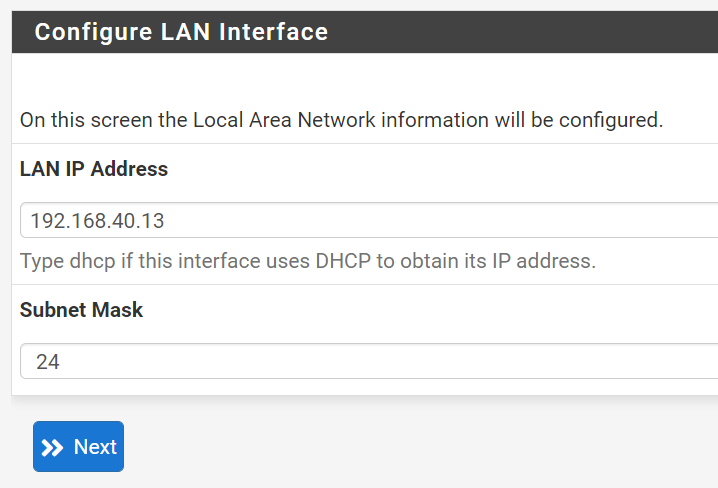 Configure LAN Interface
On this screen the Local Area Network information will be configured.
LAN IP Address
192.168.40.13
Type dhcp if this interface uses DHCP to obtain its IP address.
Subnet Mask
24
Next